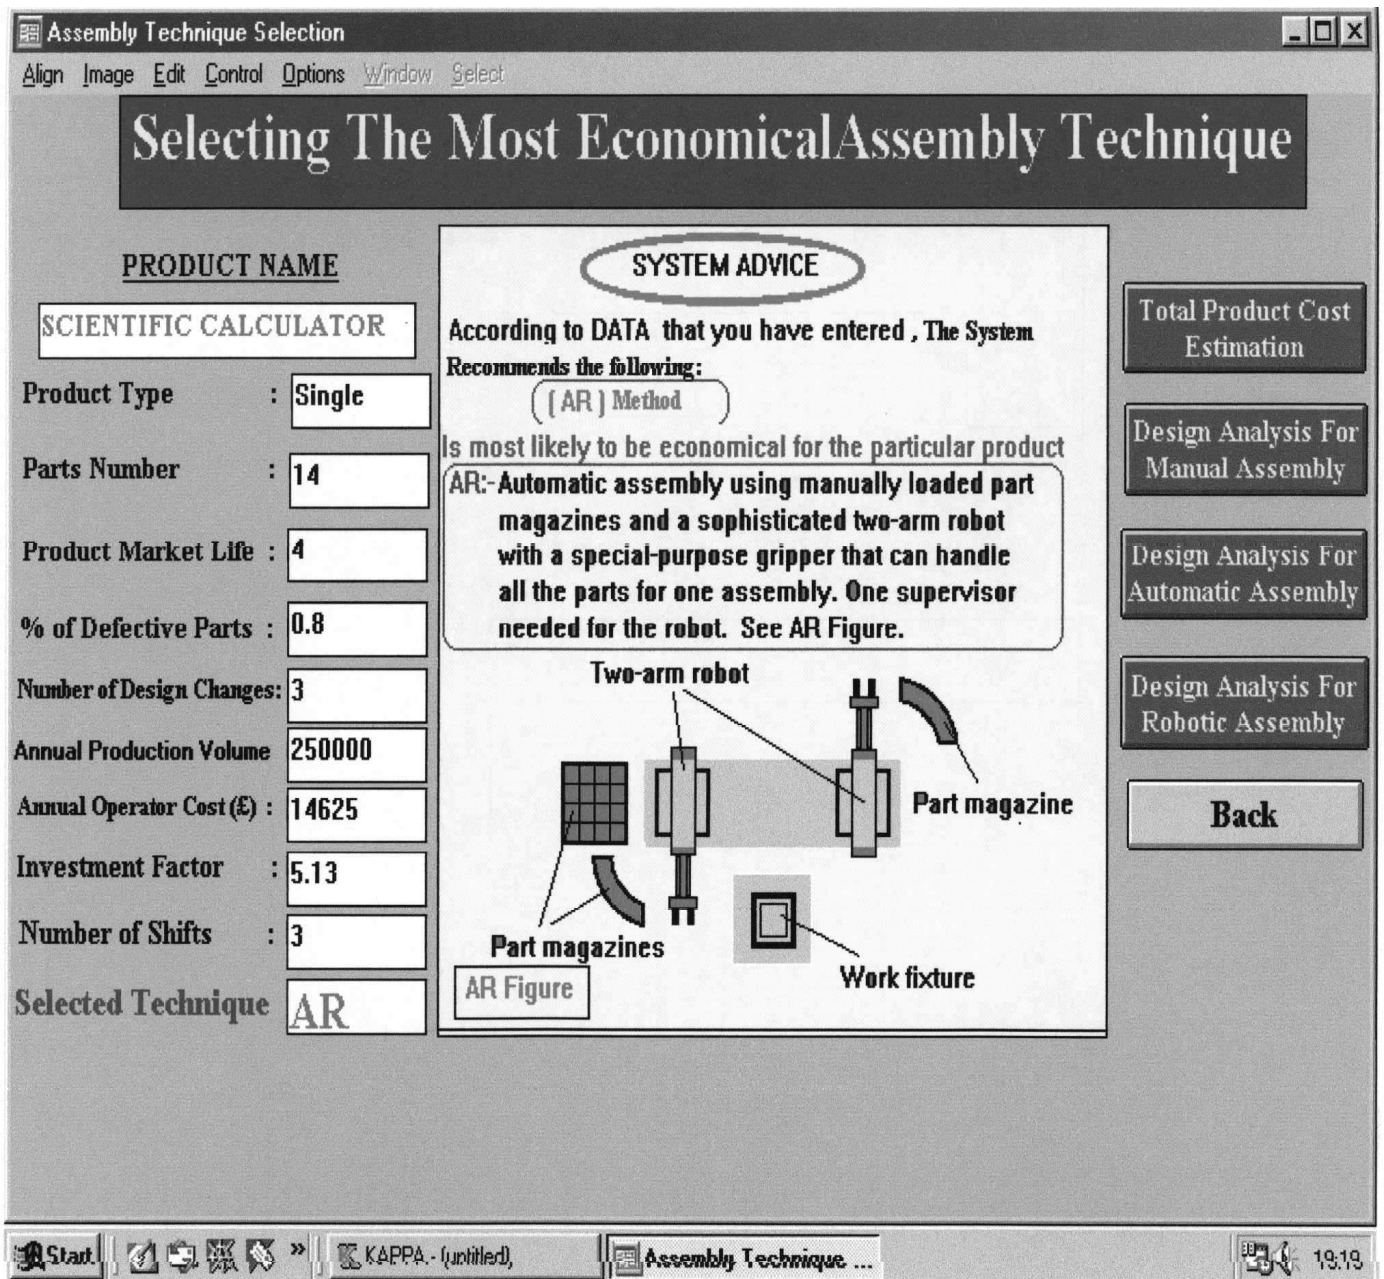 Assembly Technique Selection
Align Image Edit Control Options Window Select
Selecting The Most EconomicalAssembly Technique
PRODUCT NAME
SCIENTIFIC CALCULATOR
Product Type : Single
Parts Number : 14
Product Market Life : 4
% of Defective Parts : 0.8
Number of Design Changes: 3
Annual Production Volume 250000
Annual Operator Cost (£) : 14625
Investment Factor : 5.13
Number of Shifts : 3
Selected Technique AR
SYSTEM ADVICE
According to DATA that you have entered , The System
Recommends the following:
( AR ) Method
Is most likely to be economical for the particular product
AR:-Automatic assembly using manually loaded part
magazines and a sophisticated two-arm robot
with a special-purpose gripper that can handle
all the parts for one assembly. One supervisor
needed for the robot. See AR Figure.
Two-arm robot
Part magazine
Part magazines
Work fixture
AR Figure
Total Product Cost
Estimation
Design Analysis For
Manual Assembly
Design Analysis For
Automatic Assembly
Design Analysis For
Robotic Assembly
Back
Start
»
KAPPA - (untitled)
Assembly Technique ...
19:19